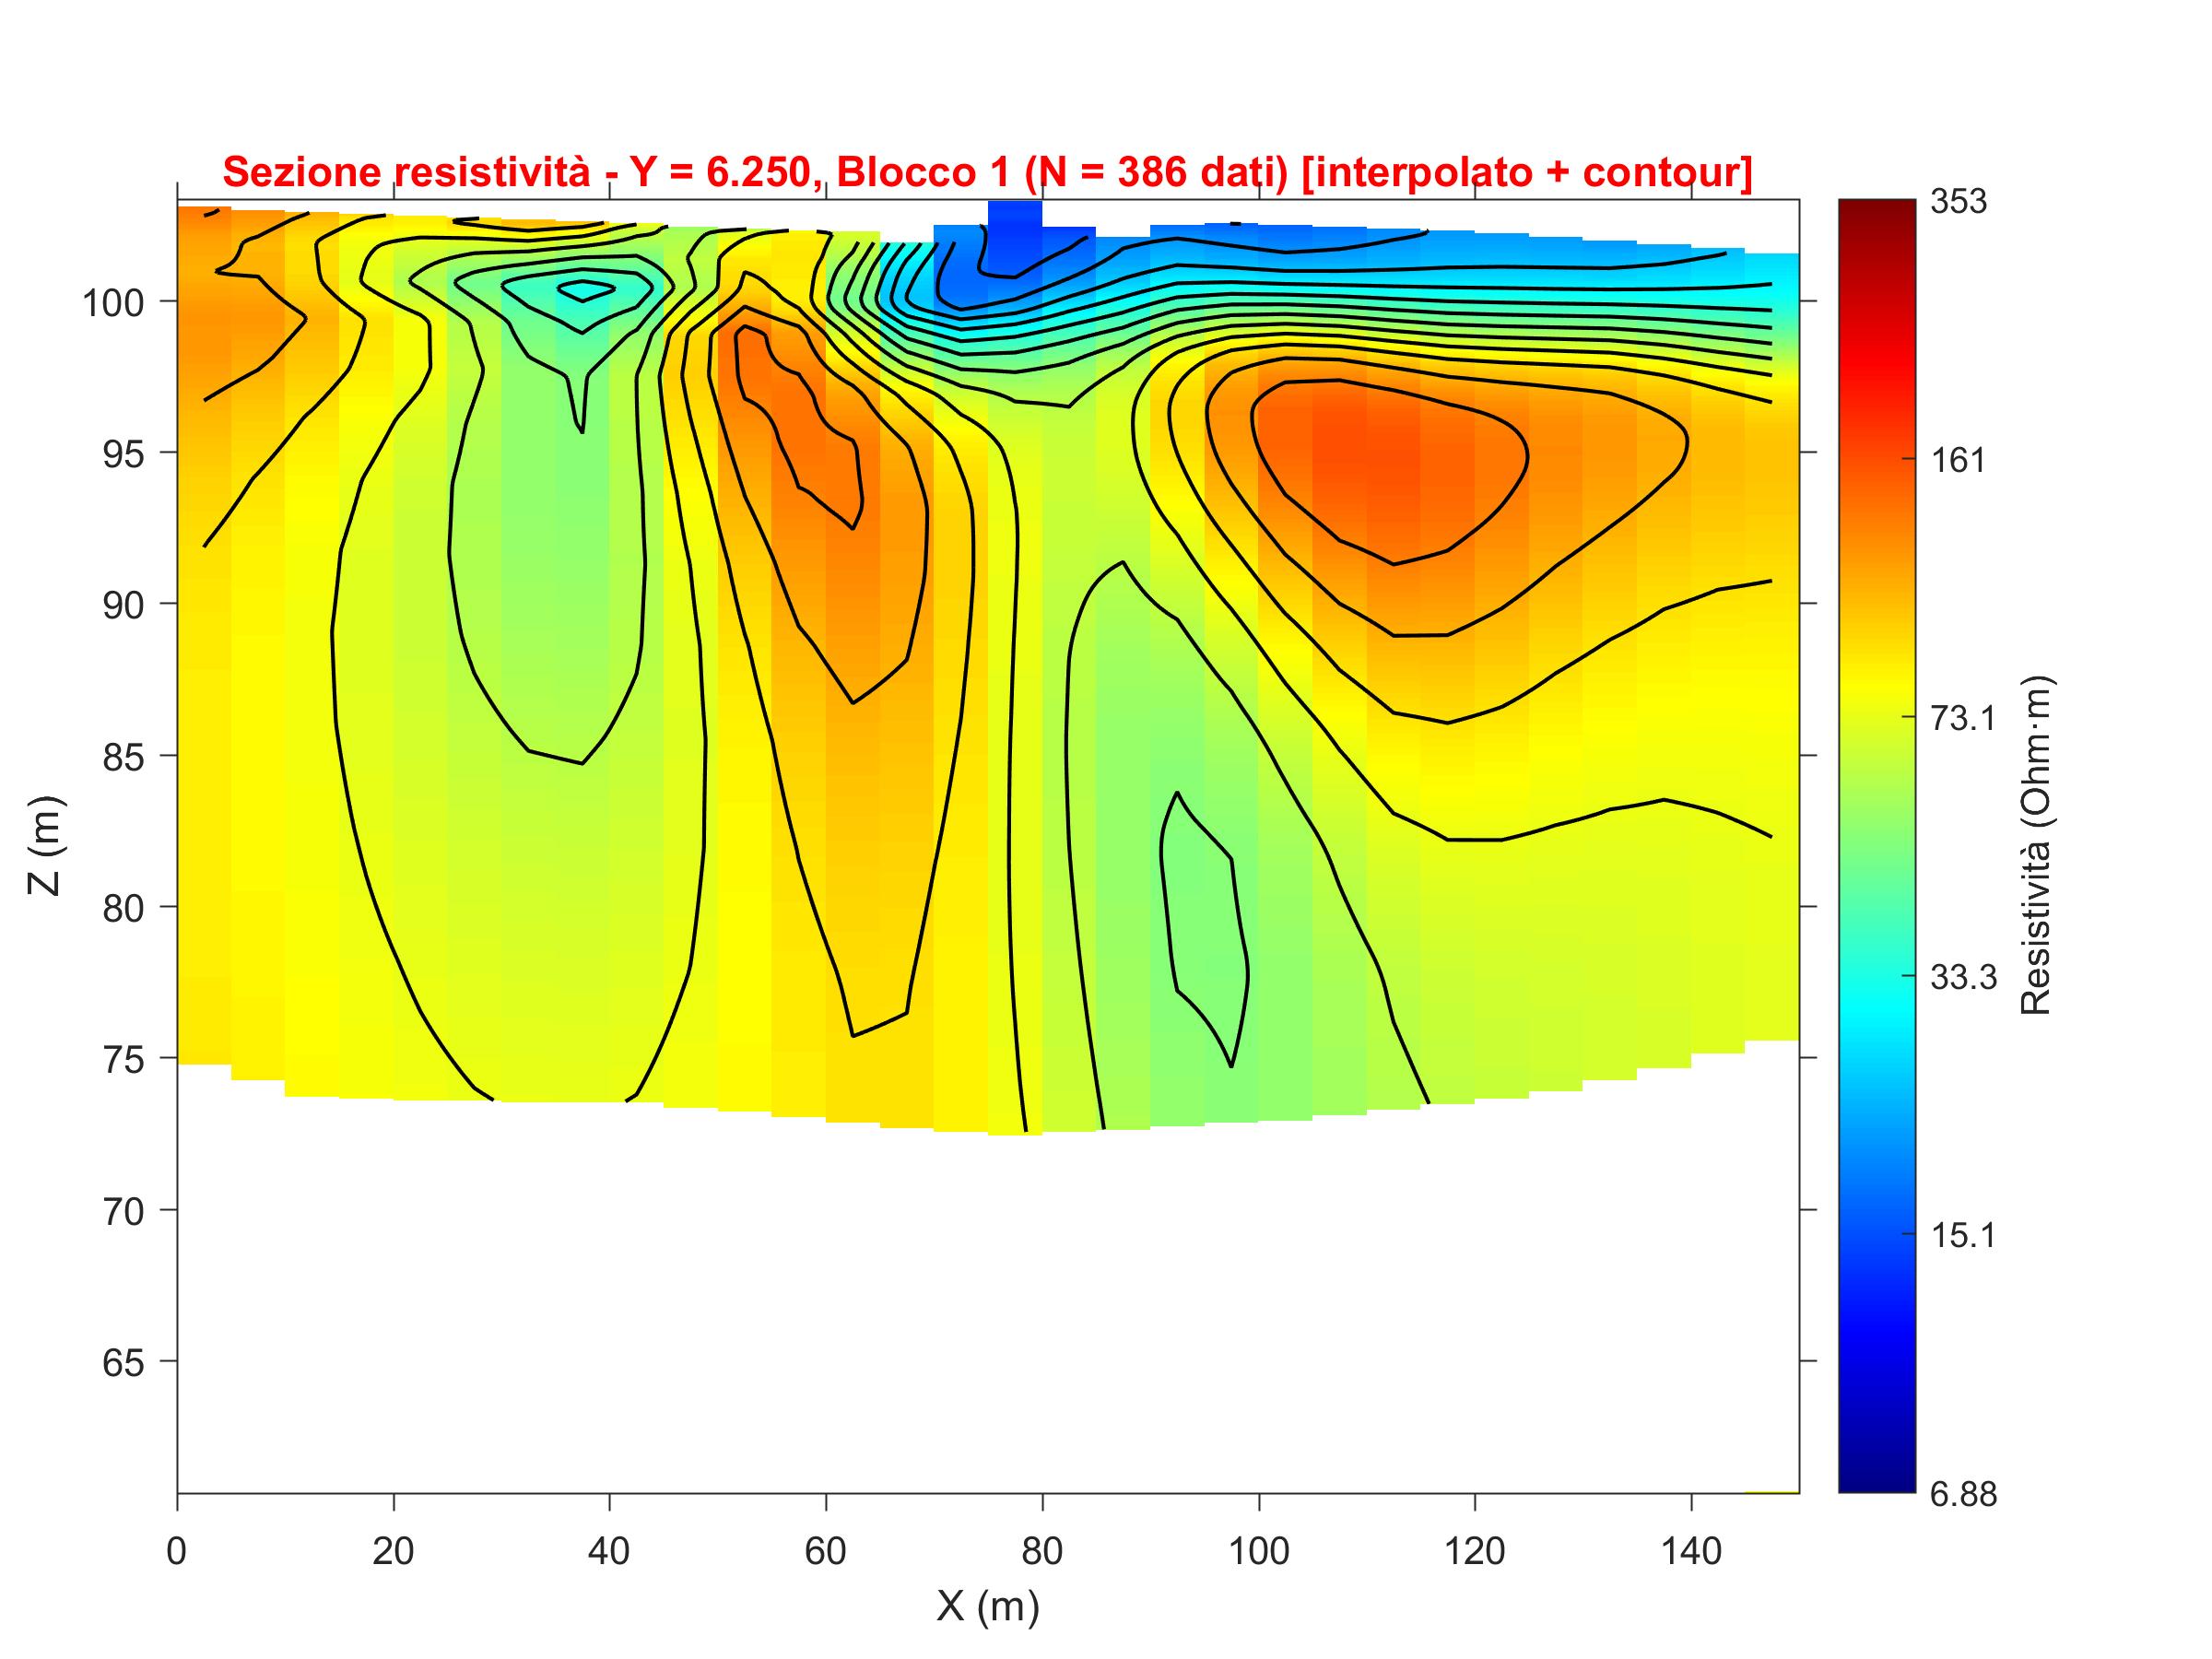 Sezione resistività - Y = 6.250, Blocco 1 (N = 386 dati) [interpolato + contour]
353
161
73.1
33.3
15.1
6.88
Resistività (Ohm·m)
100
95
90
85
80
75
70
65
Z (m)
0 20 40 60 80 100 120 140
X (m)